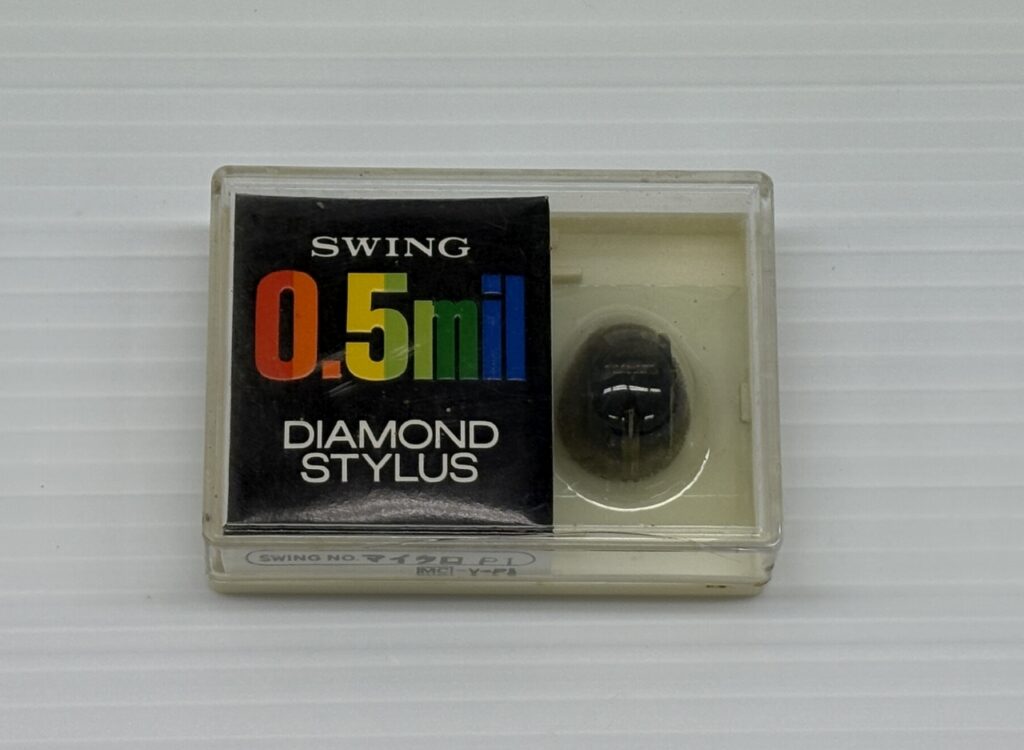 SWING
0.5mil
DIAMOND
STYLUS
SWING NO. マイクロ P1